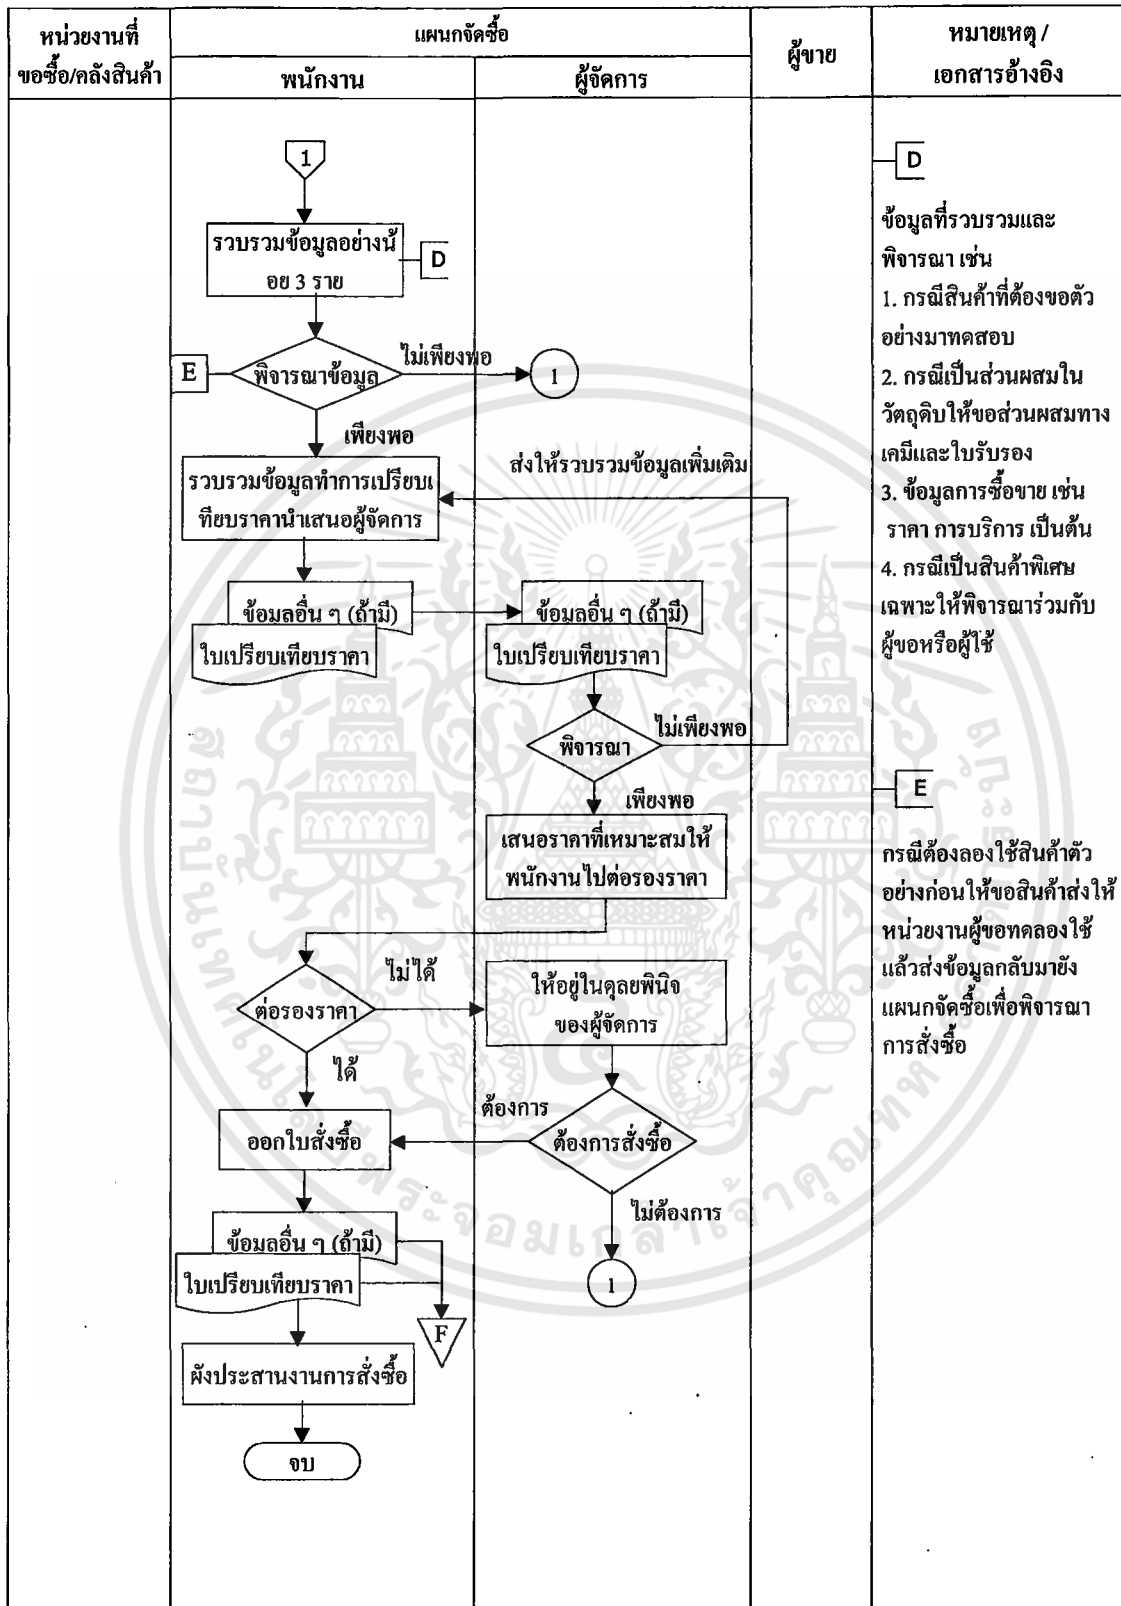 หน่วยงานที่
ขอซื้อ/คลังสินค้า
แผนกจัดซื้อ
พนักงาน
ผู้จัดการ
ผู้ขาย
หมายเหตุ /
เอกสารอ้างอิง
1
รวบรวมข้อมูลอย่างน้
อย 3 ราย
D
E
พิจารณาข้อมูล
ไม่เพียงพอ
1
เพียงพอ
รวบรวมข้อมูลทำการเปรียบเ
ทียบราคานำเสนอผู้จัดการ
ส่งให้รวบรวมข้อมูลเพิ่มเติม
ข้อมูลอื่น ๆ (ถ้ามี)
ใบเปรียบเทียบราคา
ข้อมูลอื่น ๆ (ถ้ามี)
ใบเปรียบเทียบราคา
พิจารณา
ไม่เพียงพอ
เพียงพอ
เสนอราคาที่เหมาะสมให้
พนักงานไปต่อรองราคา
ต่อรองราคา
ไม่ได้
ให้อยู่ในดุลยพินิจ
ของผู้จัดการ
ได้
ต้องการ
ออกใบสั่งซื้อ
ต้องการสั่งซื้อ
ไม่ต้องการ
1
ข้อมูลอื่น ๆ (ถ้ามี)
ใบเปรียบเทียบราคา
F
ผังประสานงานการสั่งซื้อ
จบ
D
ข้อมูลที่รวบรวมและ
พิจารณา เช่น
1. กรณีสินค้าที่ต้องขอตัว
อย่างมาทดสอบ
2. กรณีเป็นส่วนผสมใน
วัตถุดิบให้ขอส่วนผสมทาง
เคมีและใบรับรอง
3. ข้อมูลการซื้อขาย เช่น
ราคา การบริการ เป็นต้น
4. กรณีเป็นสินค้าพิเศษ
เฉพาะให้พิจารณาร่วมกับ
ผู้ขอหรือผู้ใช้
E
กรณีต้องลองใช้สินค้าตัว
อย่างก่อนให้ขอสินค้าส่งให้
หน่วยงานผู้ขอทดลองใช้
แล้วส่งข้อมูลกลับมายัง
แผนกจัดซื้อเพื่อพิจารณา
การสั่งซื้อ